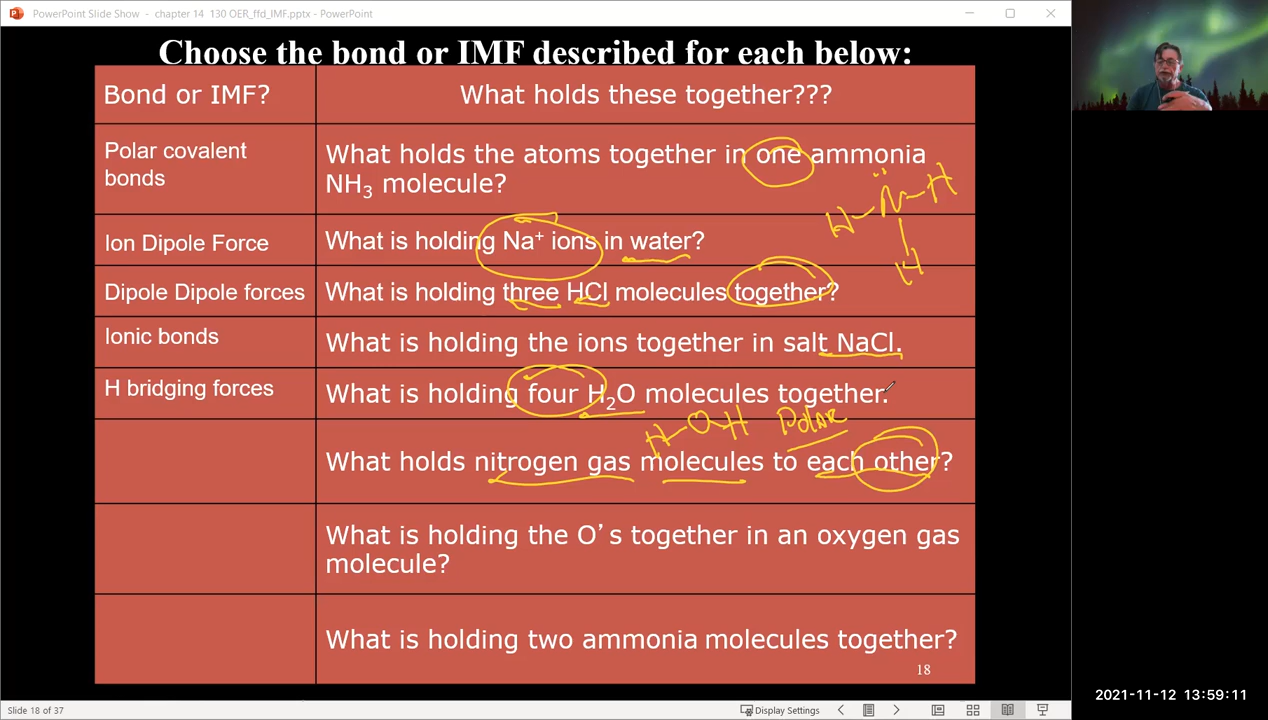 PowerPoint Slide Show - chapter 14 130 OER_ffd_IMF.pptx - PowerPoint
Choose the bond or IMF described for each below:
Bond or IMF?
What holds these together???
Polar covalent
bonds
What holds the atoms together in one ammonia
NH₃ molecule?
H-N̈-H
H
Ion Dipole Force
What is holding Na⁺ ions in water?
Dipole Dipole forces
What is holding three HCl molecules together?
Ionic bonds
What is holding the ions together in salt NaCl.
H bridging forces
What is holding four H₂O molecules together.
H-O-H Polar
What holds nitrogen gas molecules to each other?
What is holding the O’s together in an oxygen gas
molecule?
What is holding two ammonia molecules together?
18
Slide 18 of 37
Display Settings
2021-11-12 13:59:11